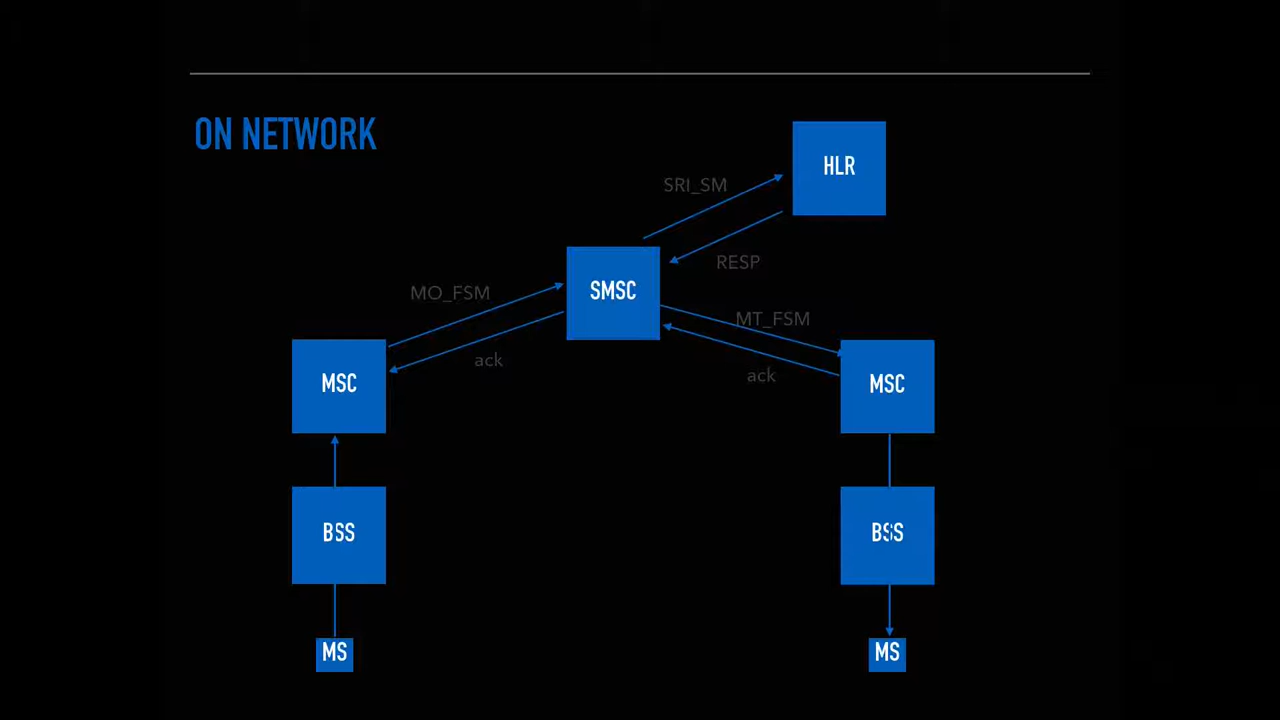 ON NETWORK
HLR
SRI_SM
RESP
SMSC
MO_FSM
MT_FSM
ack
ack
MSC
MSC
BSS
BSS
MS
MS